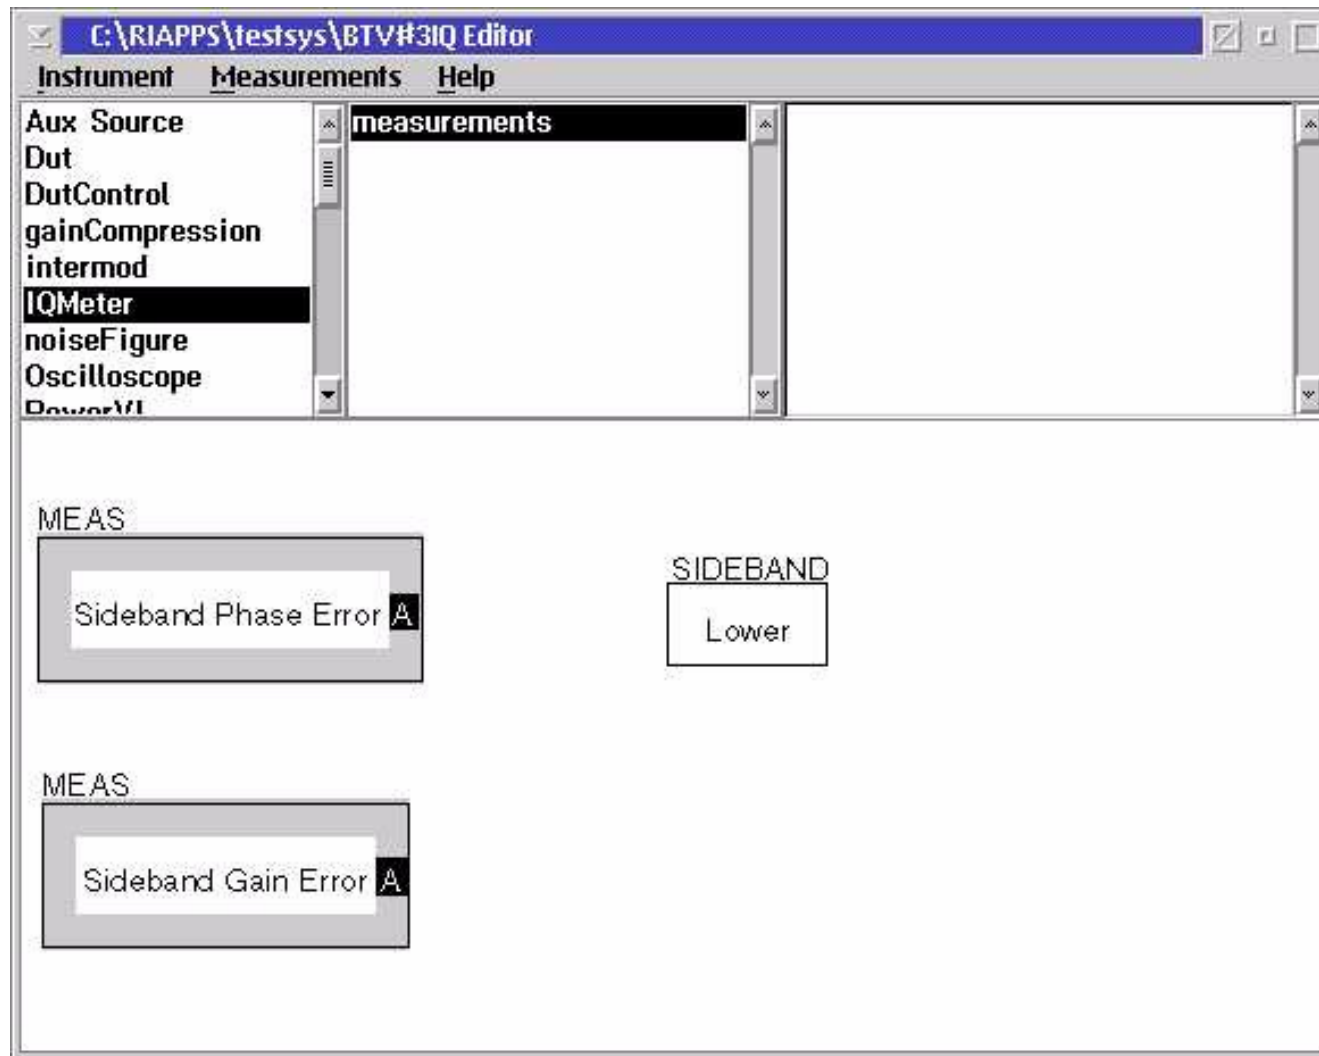 C:\RIAPPS\testsys\BTV#3IQ Editor
Instrument Measurements Help
Aux Source
Dut
DutControl
gainCompression
intermod
IQMeter
noiseFigure
Oscilloscope
PowerVI
measurements
MEAS
Sideband Phase Error A
SIDEBAND
Lower
MEAS
Sideband Gain Error A